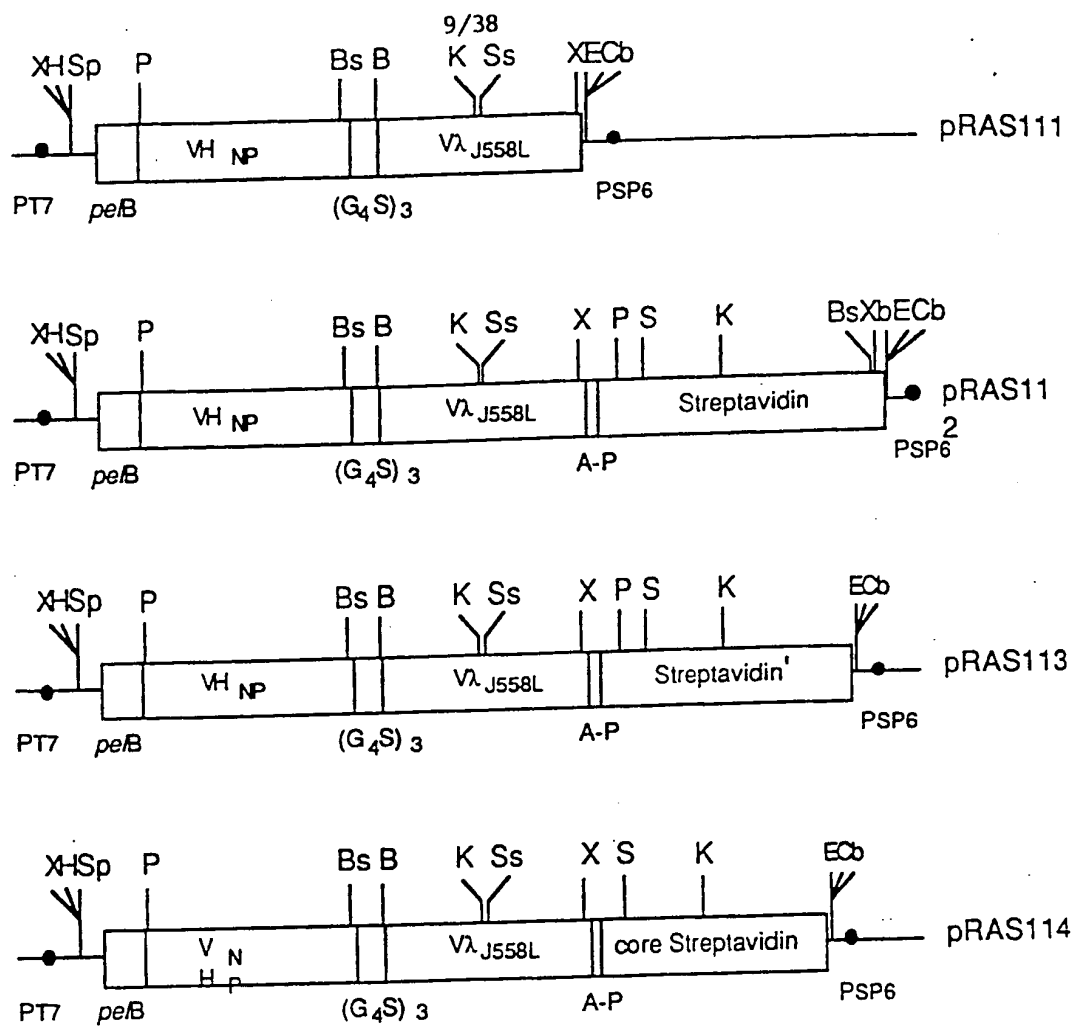 9/38
XHSp P Bs B K Ss XECb
VH NP Vλ J558L pRAS111
PT7 pelB (G4S)3 PSP6
XHSp P Bs B K Ss X P S K BsXbECb
VH NP Vλ J558L Streptavidin pRAS11
2
PT7 pelB (G4S)3 A-P PSP6
XHSp P Bs B K Ss X P S K ECb
VH NP Vλ J558L Streptavidin' pRAS113
PT7 pelB (G4S)3 A-P PSP6
XHSp P Bs B K Ss X S K ECb
V N Vλ J558L core Streptavidin pRAS114
H P
PT7 pelB (G4S)3 A-P PSP6